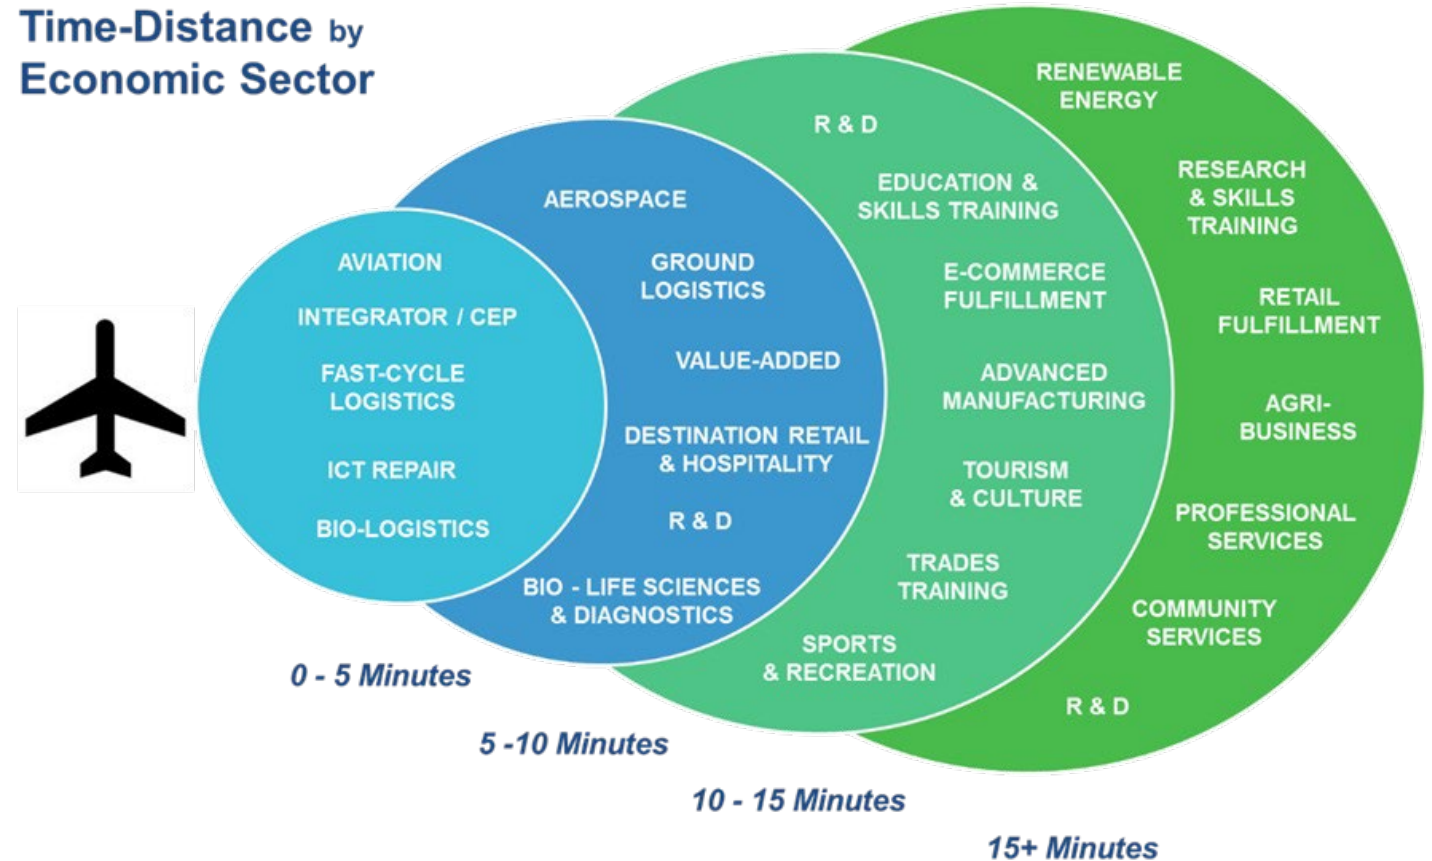 Time-Distance by
Economic Sector
AVIATION
INTEGRATOR / CEP
FAST-CYCLE
LOGISTICS
ICT REPAIR
BIO-LOGISTICS
0 - 5 Minutes
AEROSPACE
GROUND
LOGISTICS
VALUE-ADDED
DESTINATION RETAIL
& HOSPITALITY
R & D
BIO - LIFE SCIENCES
& DIAGNOSTICS
5 -10 Minutes
R & D
EDUCATION &
SKILLS TRAINING
E-COMMERCE
FULFILLMENT
ADVANCED
MANUFACTURING
TOURISM
& CULTURE
TRADES
TRAINING
SPORTS
& RECREATION
10 - 15 Minutes
RENEWABLE
ENERGY
RESEARCH
& SKILLS
TRAINING
RETAIL
FULFILLMENT
AGRI-
BUSINESS
PROFESSIONAL
SERVICES
COMMUNITY
SERVICES
R & D
15+ Minutes